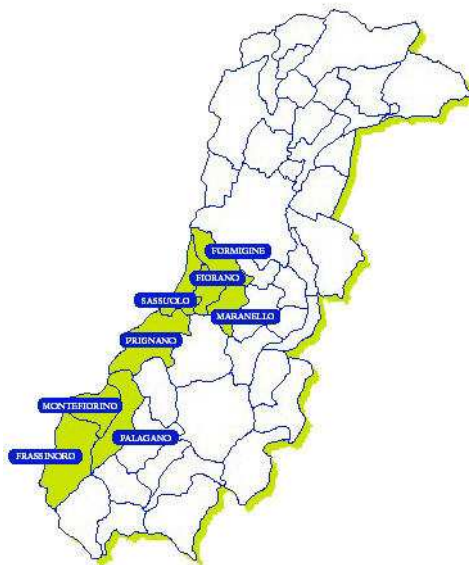 FORMIGINE
FIORANO
SASSUOLO
MARANELLO
PRIGNANO
MONTEFIORINO
PALAGANO
FRASSINORO